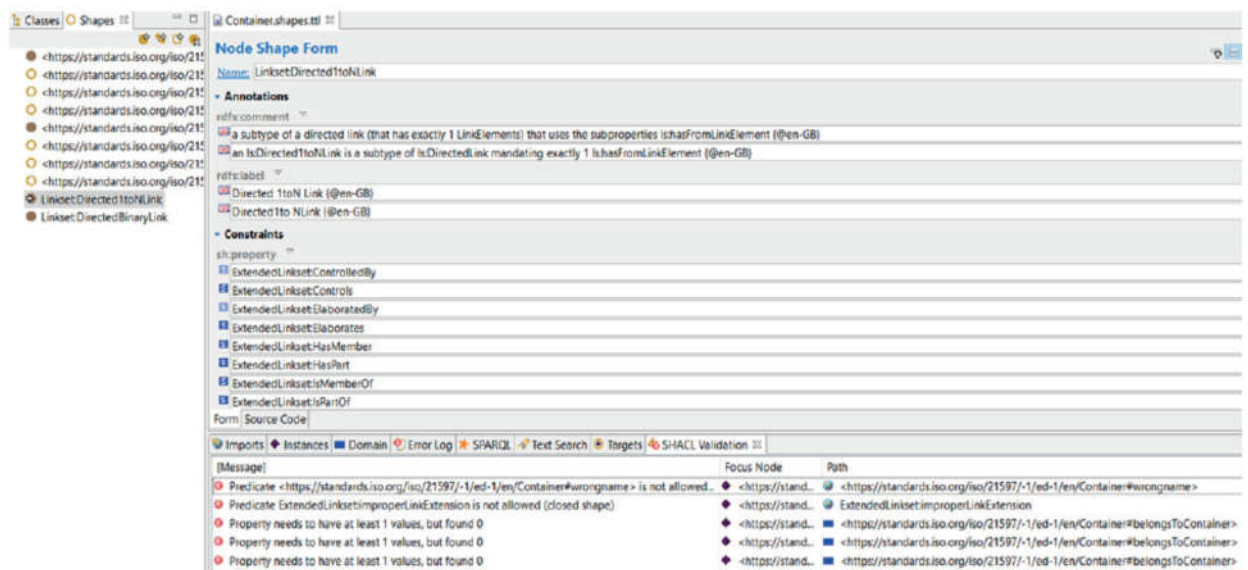 Classes Shapes
<https://standards.iso.org/iso/215
<https://standards.iso.org/iso/215
<https://standards.iso.org/iso/215
<https://standards.iso.org/iso/215
<https://standards.iso.org/iso/215
<https://standards.iso.org/iso/215
<https://standards.iso.org/iso/215
<https://standards.iso.org/iso/215
Linkset:Directed1toNLink
Linkset:DirectedBinaryLink
Container.shapes.ttl
Node Shape Form
Name: Linkset:Directed1toNLink
Annotations
rdfs:comment
a subtype of a directed link (that has exactly 1 LinkElements) that uses the subproperties ls:hasFromLinkElement (@en-GB)
an ls:Directed1toNLink is a subtype of ls:DirectedLink mandating exactly 1 ls:hasFromLinkElement (@en-GB)
rdfs:label
Directed 1toN Link (@en-GB)
Directed1to NLink (@en-GB)
Constraints
sh:property
ExtendedLinkset:ControlledBy
ExtendedLinkset:Controls
ExtendedLinkset:ElaboratedBy
ExtendedLinkset:Elaborates
ExtendedLinkset:HasMember
ExtendedLinkset:HasPart
ExtendedLinkset:IsMemberOf
ExtendedLinkset:IsPartOf
Form Source Code
Imports Instances Domain Error Log SPARQL Text Search Targets SHACL Validation
[Message] Focus Node Path
Predicate <https://standards.iso.org/iso/21597/-1/ed-1/en/Container#wrongname> is not allowed... <https://stand... <https://standards.iso.org/iso/21597/-1/ed-1/en/Container#wrongname>
Predicate ExtendedLinkset:improperLinkExtension is not allowed (closed shape) <https://stand... ExtendedLinkset:improperLinkExtension
Property needs to have at least 1 values, but found 0 <https://stand... <https://standards.iso.org/iso/21597/-1/ed-1/en/Container#belongsToContainer>
Property needs to have at least 1 values, but found 0 <https://stand... <https://standards.iso.org/iso/21597/-1/ed-1/en/Container#belongsToContainer>
Property needs to have at least 1 values, but found 0 <https://stand... <https://standards.iso.org/iso/21597/-1/ed-1/en/Container#belongsToContainer>